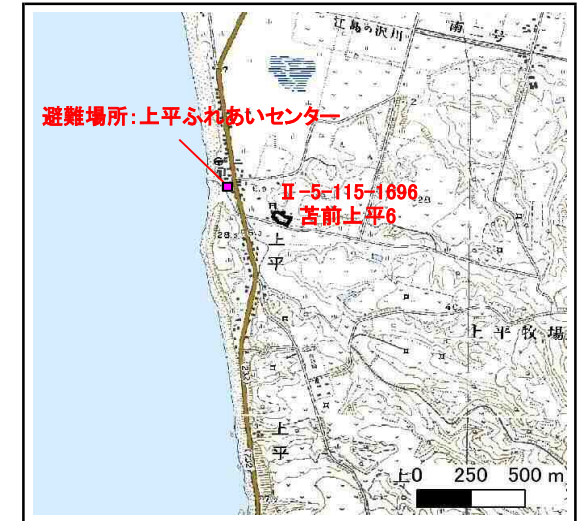 江島の沢川
南一号
避難場所：上平ふれあいセンター
Ⅱ-5-115-1696
苫前上平6
上平
上平牧場
232
上平
232
0 250 500 m